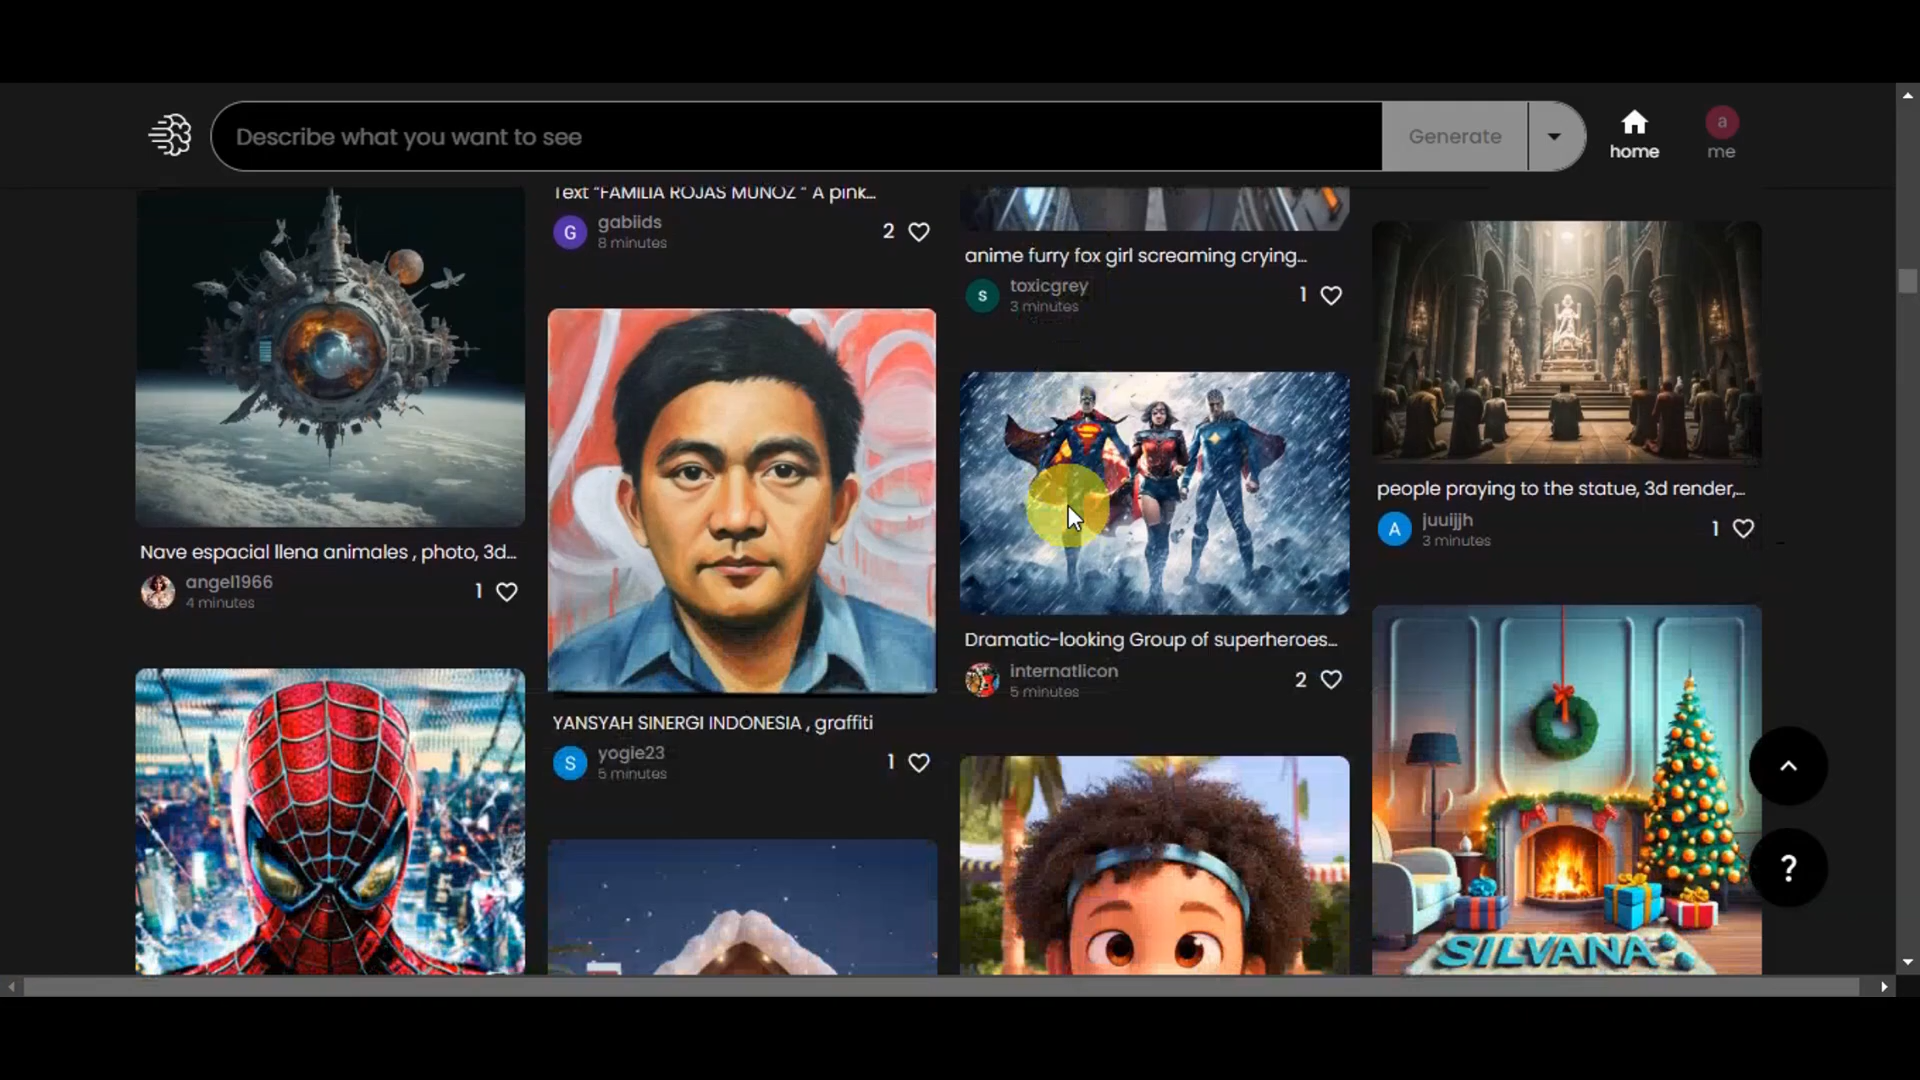 Describe what you want to see
Generate
home
a
me
Text "FAMILIA ROJAS MUNOZ " A pink...
G
gabiids
8 minutes
2
anime furry fox girl screaming crying...
s
toxicgrey
3 minutes
1
people praying to the statue, 3d render,...
A
juuijjh
3 minutes
1
Nave espacial llena animales , photo, 3d...
angel1966
4 minutes
1
Dramatic-looking Group of superheroes...
internatlicon
5 minutes
2
YANSYAH SINERGI INDONESIA , graffiti
S
yogie23
5 minutes
1
SILVANA
?